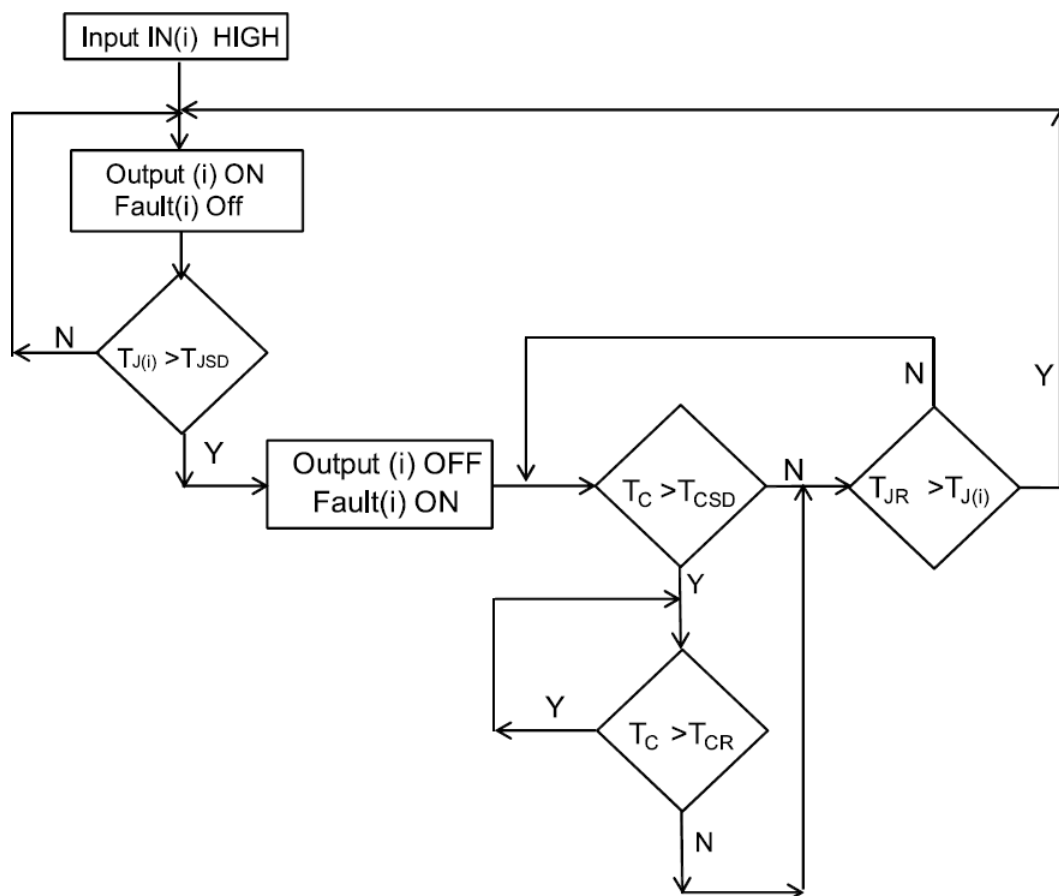 Input IN(i) HIGH
Output (i) ON
Fault(i) Off
N
TJ(i) >TJSD
Y
Output (i) OFF
Fault(i) ON
TC >TCSD
N
N
Y
TJR >TJ(i)
Y
Y
TC >TCR
N